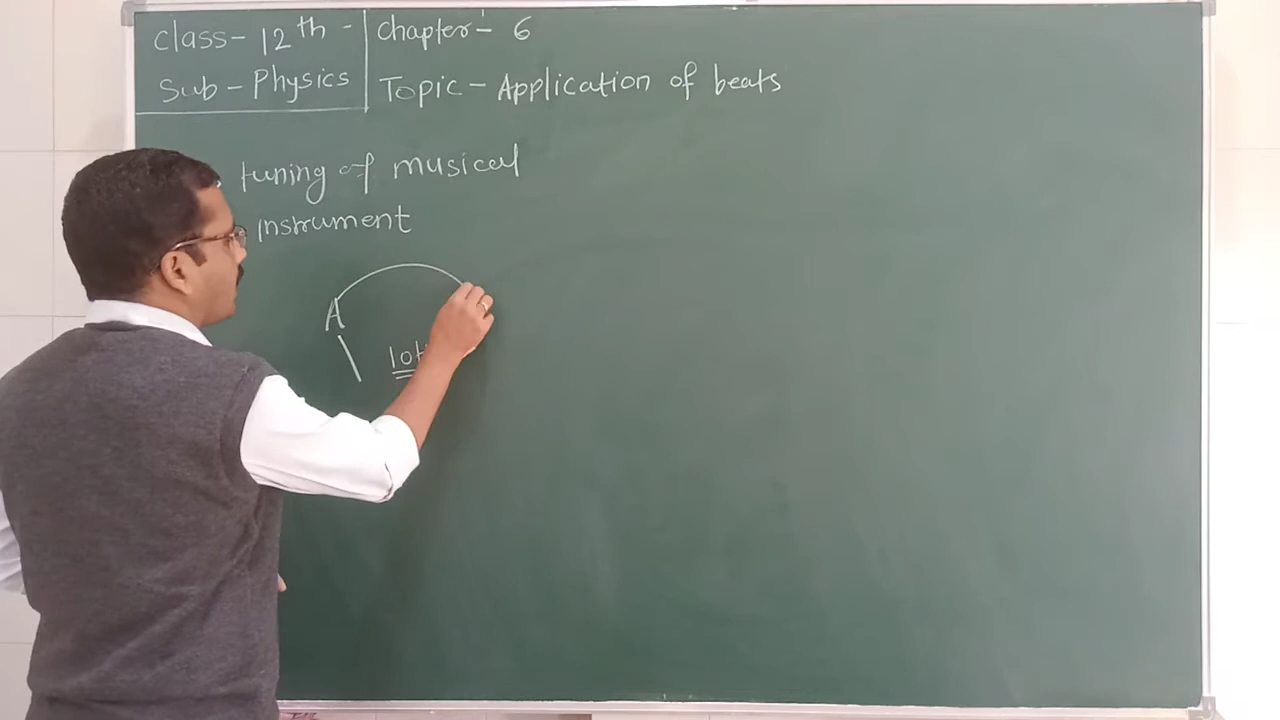 Class- 12th -
Sub - Physics
Chapter- 6
Topic - Application of beats
tuning of musical
instrument
A